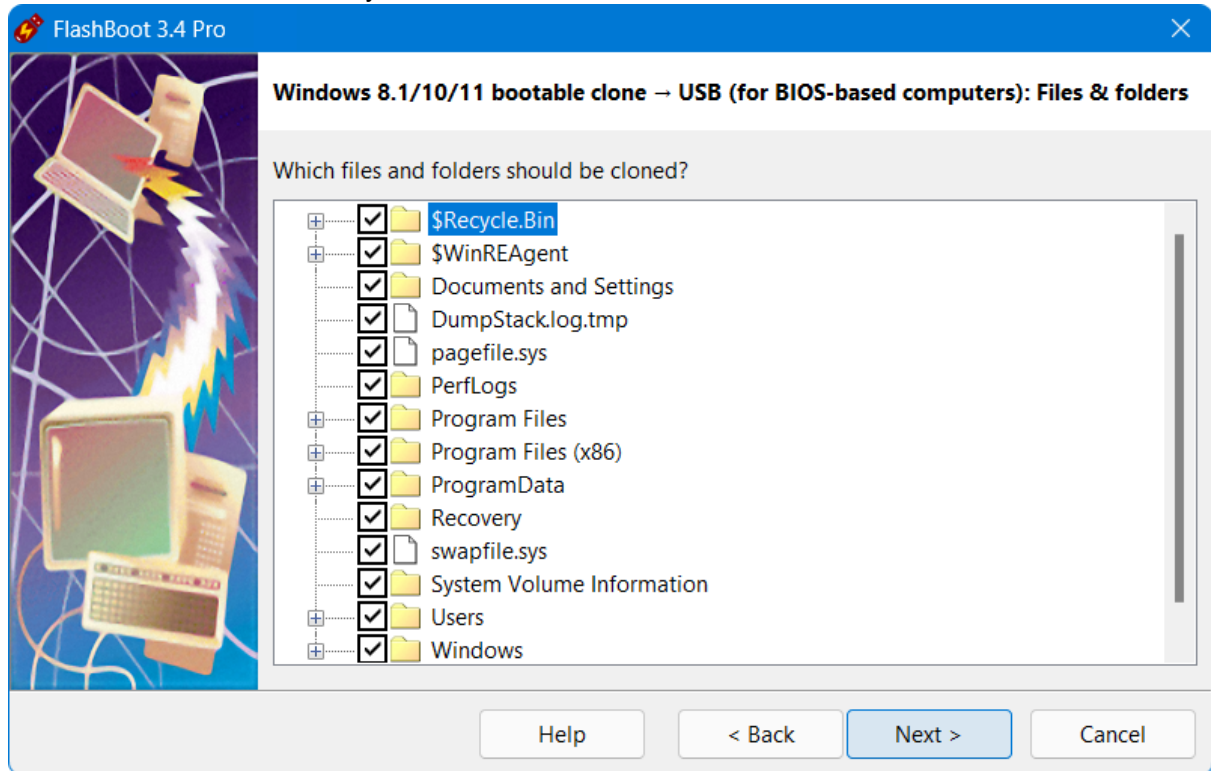 FlashBoot 3.4 Pro
Windows 8.1/10/11 bootable clone → USB (for BIOS-based computers): Files & folders
Which files and folders should be cloned?
$Recycle.Bin
$WinREAgent
Documents and Settings
DumpStack.log.tmp
pagefile.sys
PerfLogs
Program Files
Program Files (x86)
ProgramData
Recovery
swapfile.sys
System Volume Information
Users
Windows
Help
< Back
Next >
Cancel